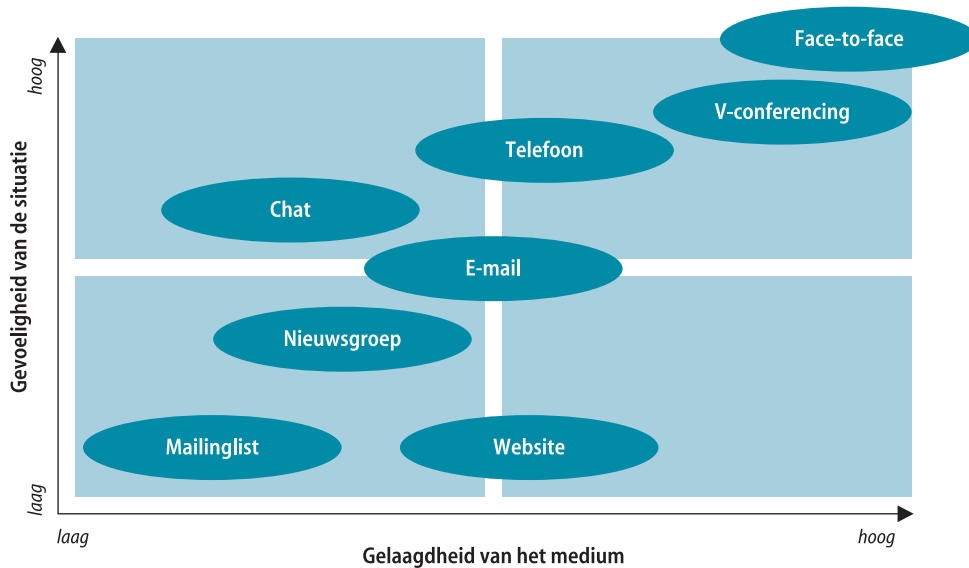 Face-to-face
V-conferencing
Telefoon
Chat
E-mail
Nieuwsgroep
Mailinglist
Website
hoog
Gevoeligheid van de situatie
laag
laag
hoog
Gelaagdheid van het medium